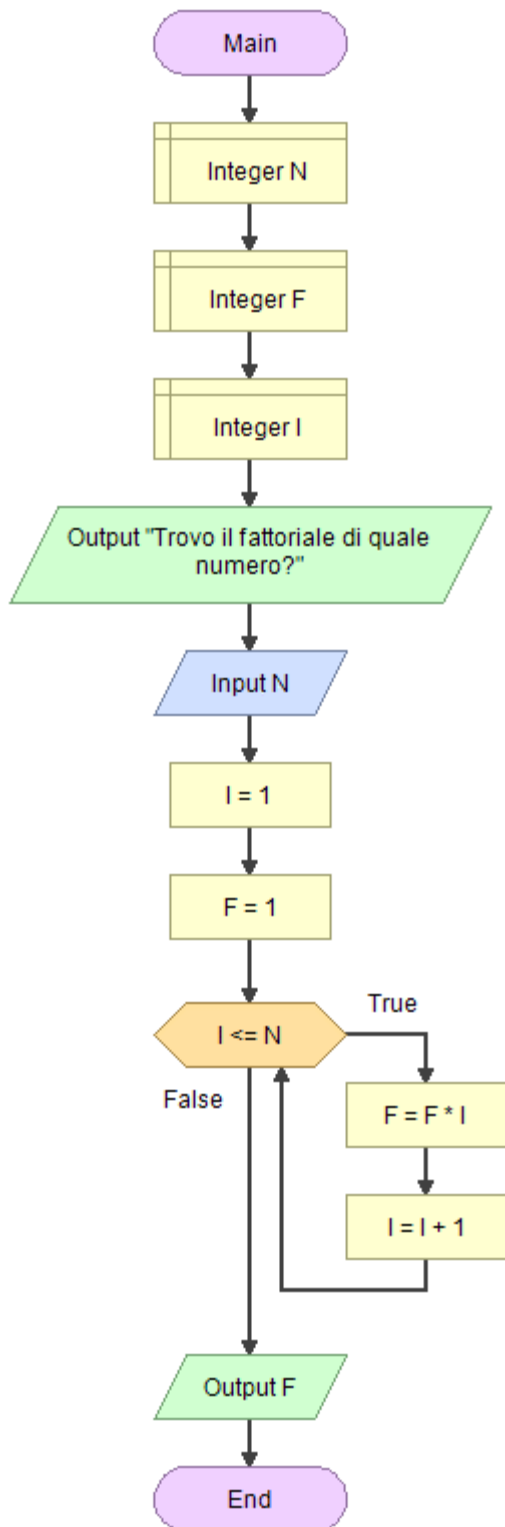 Main
Integer N
Integer F
Integer I
Output "Trovo il fattoriale di quale
numero?"
Input N
I = 1
F = 1
I <= N
True
False
F = F * I
I = I + 1
Output F
End